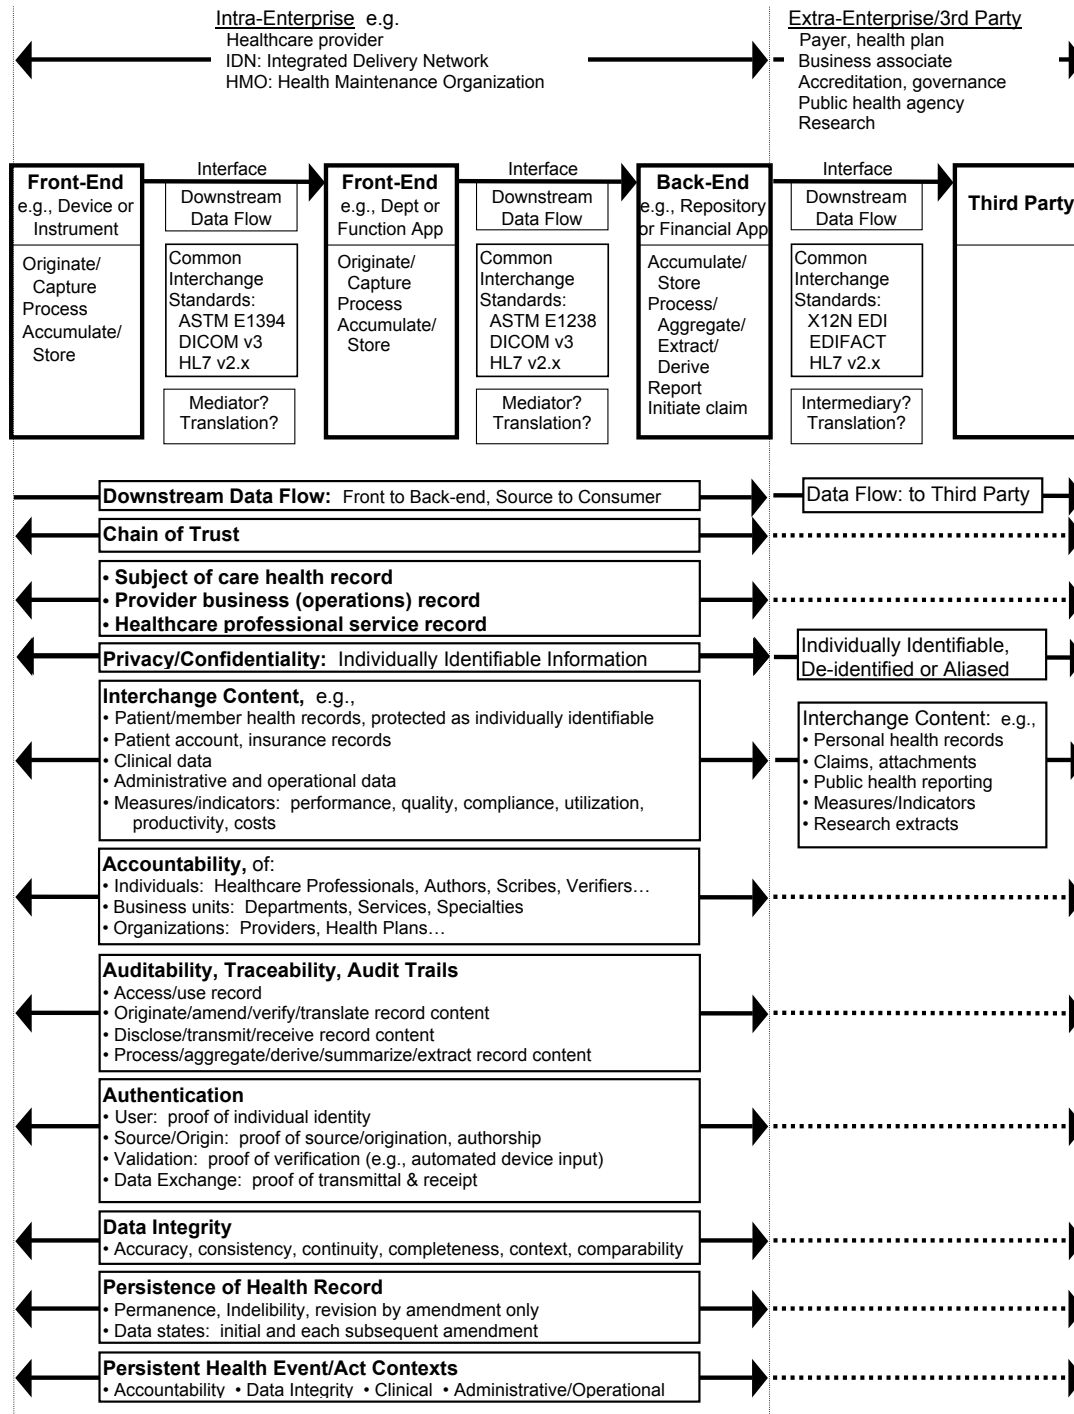 Intra-Enterprise e.g.
Healthcare provider
IDN: Integrated Delivery Network
HMO: Health Maintenance Organization
Extra-Enterprise/3rd Party
Payer, health plan
Business associate
Accreditation, governance
Public health agency
Research
Front-End
e.g., Device or
Instrument
Originate/
Capture
Process
Accumulate/
Store
Interface
Downstream
Data Flow
Common
Interchange
Standards:
ASTM E1394
DICOM v3
HL7 v2.x
Mediator?
Translation?
Front-End
e.g., Dept or
Function App
Originate/
Capture
Process
Accumulate/
Store
Interface
Downstream
Data Flow
Common
Interchange
Standards:
ASTM E1238
DICOM v3
HL7 v2.x
Mediator?
Translation?
Back-End
e.g., Repository
or Financial App
Accumulate/
Store
Process/
Aggregate/
Extract/
Derive
Report
Initiate claim
Interface
Downstream
Data Flow
Common
Interchange
Standards:
X12N EDI
EDIFACT
HL7 v2.x
Intermediary?
Translation?
Third Party
Downstream Data Flow: Front to Back-end, Source to Consumer
Data Flow: to Third Party
Chain of Trust
• Subject of care health record
• Provider business (operations) record
• Healthcare professional service record
Privacy/Confidentiality: Individually Identifiable Information
Individually Identifiable,
De-identified or Aliased
Interchange Content, e.g.,
• Patient/member health records, protected as individually identifiable
• Patient account, insurance records
• Clinical data
• Administrative and operational data
• Measures/indicators: performance, quality, compliance, utilization,
productivity, costs
Interchange Content: e.g.,
• Personal health records
• Claims, attachments
• Public health reporting
• Measures/Indicators
• Research extracts
Accountability, of:
• Individuals: Healthcare Professionals, Authors, Scribes, Verifiers…
• Business units: Departments, Services, Specialties
• Organizations: Providers, Health Plans…
Auditability, Traceability, Audit Trails
• Access/use record
• Originate/amend/verify/translate record content
• Disclose/transmit/receive record content
• Process/aggregate/derive/summarize/extract record content
Authentication
• User: proof of individual identity
• Source/Origin: proof of source/origination, authorship
• Validation: proof of verification (e.g., automated device input)
• Data Exchange: proof of transmittal & receipt
Data Integrity
• Accuracy, consistency, continuity, completeness, context, comparability
Persistence of Health Record
• Permanence, Indelibility, revision by amendment only
• Data states: initial and each subsequent amendment
Persistent Health Event/Act Contexts
• Accountability • Data Integrity • Clinical • Administrative/Operational